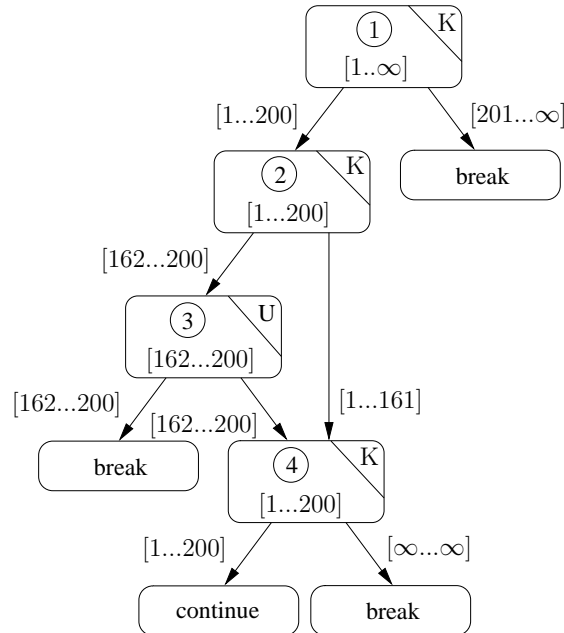 1 K
[1..∞]
[1...200]
[201...∞]
2 K
[1...200]
break
[162...200]
3 U
[162...200]
[162...200]
[162...200]
[1...161]
break
4 K
[1...200]
[1...200]
[∞...∞]
continue
break